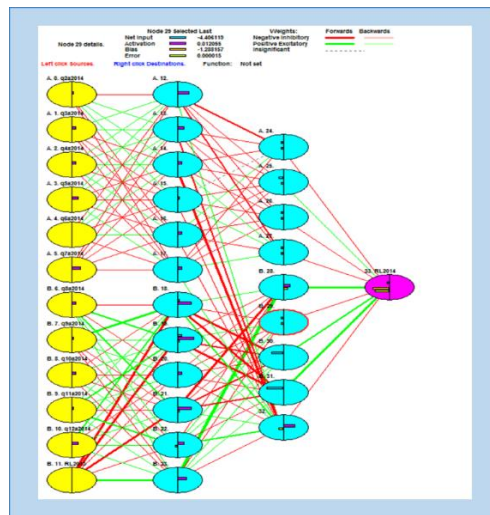 Node 29 Selected Last
Node 29 details.
Net Input -4.406115
Activation 0.012055
Bias
Error 0.000015
Weights: Forwards Backwards
Negative Inhibitory
Positive Excitatory
Insignificant
Left click Sources. Right click Destinations. Function: Not set
A. 0. q2a2014
A. 1. q3a2014
A. 2. q4a2014
A. 3. q5a2014
A. 4. q6a2014
A. 5. q7a2014
B. 6. q8a2014
B. 7. q9a2014
B. 8. q10a2014
B. 9. q11a2014
B. 10. q12a2014
B. 11.
A. 12.
A. 13.
A. 14.
A. 15.
A. 16.
A. 17.
B. 18.
B. 19.
B. 20.
B. 21.
B. 22.
B. 23.
A. 24.
A. 25.
A. 26.
A. 27.
B. 28.
B. 29.
B. 30.
B. 31.
32.
33. RL2014